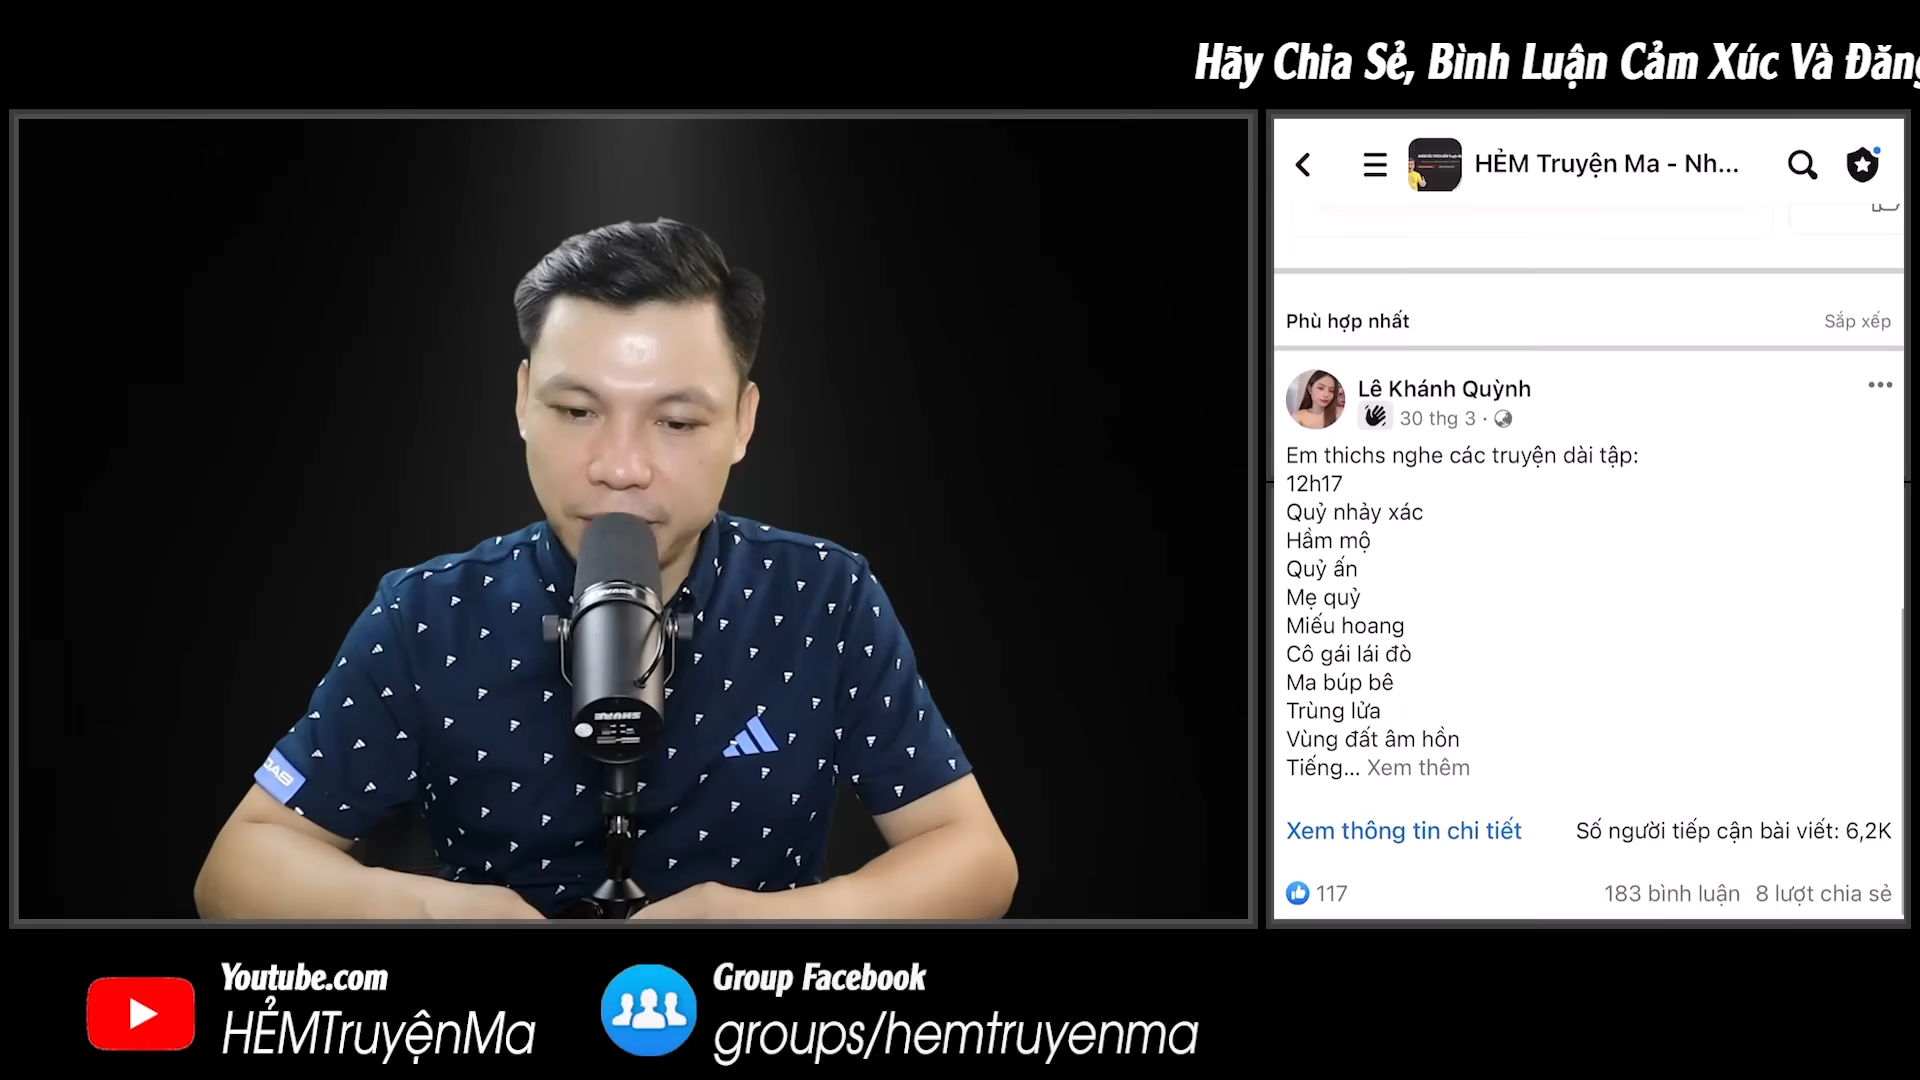 Hãy Chia Sẻ, Bình Luận Cảm Xúc Và Đăng
HẺM Truyện Ma - Nh...
Phù hợp nhất
Sắp xếp
Lê Khánh Quỳnh
30 thg 3 ·
Em thichs nghe các truyện dài tập:
12h17
Quỷ nhảy xác
Hầm mộ
Quỷ ấn
Mẹ quỷ
Miếu hoang
Cô gái lái đò
Ma búp bê
Trùng lửa
Vùng đất âm hồn
Tiếng... Xem thêm
Xem thông tin chi tiết
Số người tiếp cận bài viết: 6,2K
117
183 bình luận 8 lượt chia sẻ
SHURE
Youtube.com
HẺMTruyệnMa
Group Facebook
groups/hemtruyenma